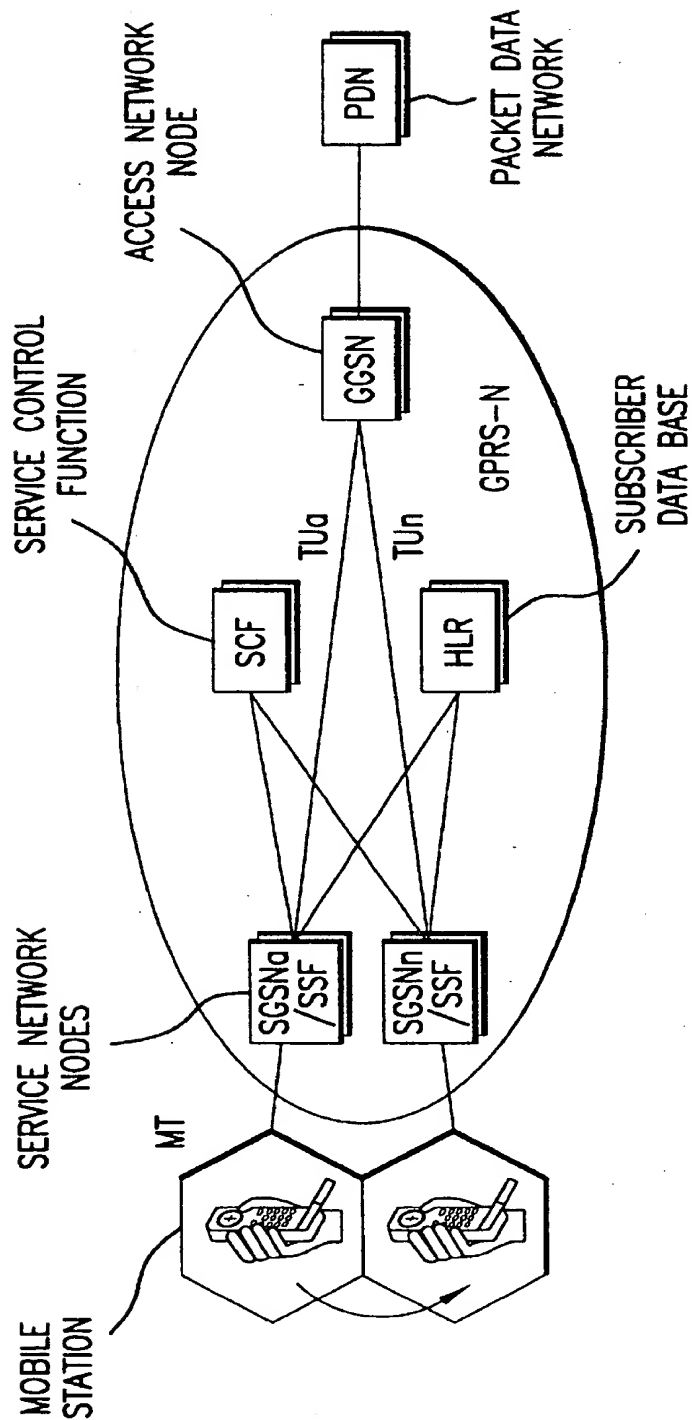 MOBILE
STATION
MT
SERVICE NETWORK
NODES
SGSNa
/SSF
SGSNn
/SSF
SERVICE CONTROL
FUNCTION
SCF
HLR
SUBSCRIBER
DATA BASE
TUa
TUn
GPRS-N
ACCESS NETWORK
NODE
GGSN
PDN
PACKET DATA
NETWORK